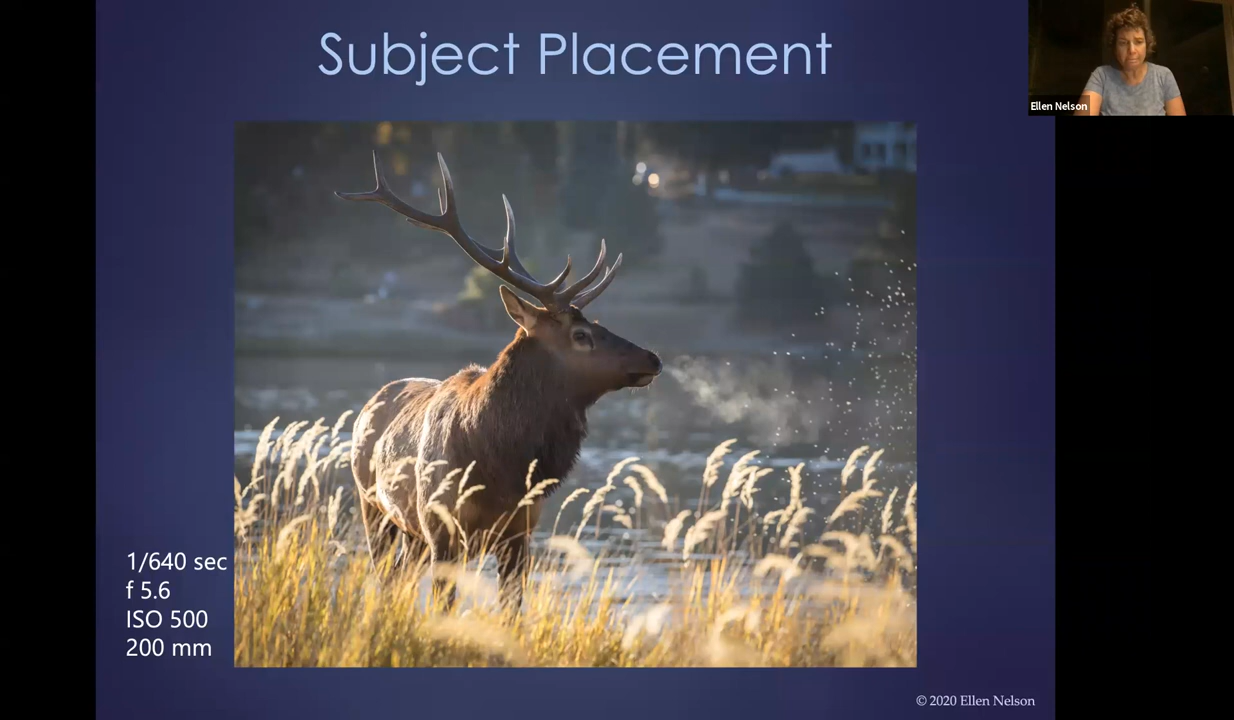 Subject Placement
Ellen Nelson
1/640 sec
f 5.6
ISO 500
200 mm
© 2020 Ellen Nelson